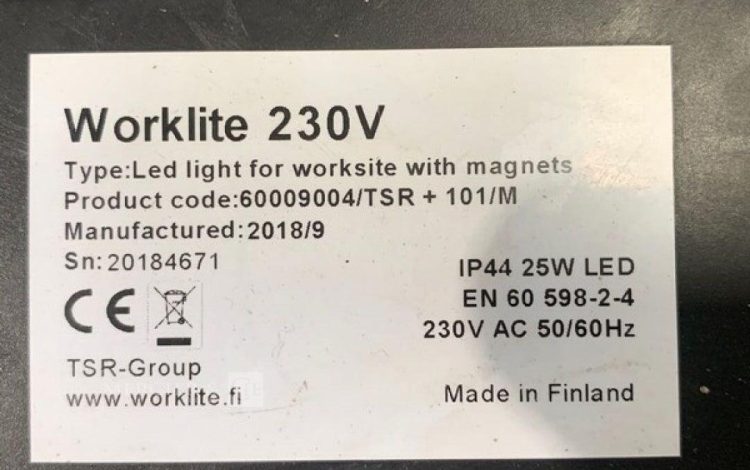 Worklite 230V
Type:Led light for worksite with magnets
Product code:60009004/TSR + 101/M
Manufactured:2018/9
Sn:20184671
IP44 25W LED
EN 60 598-2-4
230V AC 50/60Hz
CE
TSR-Group
www.worklite.fi
Made in Finland